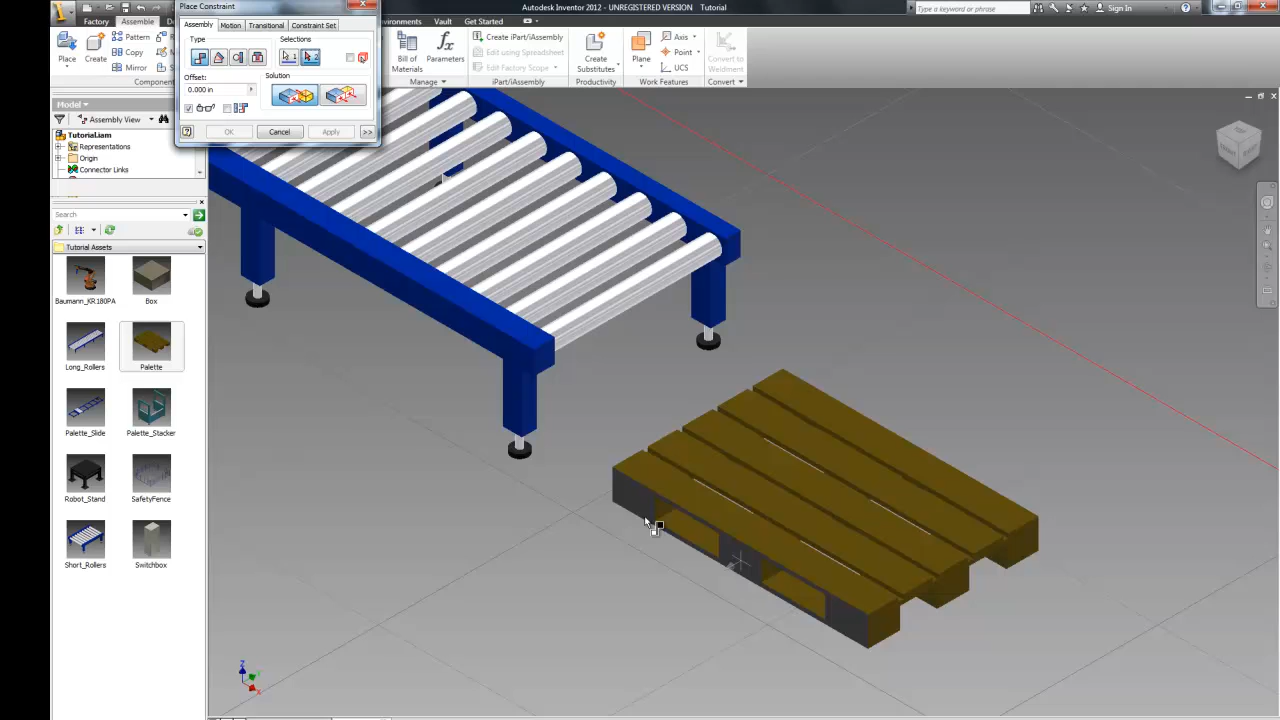 Place Constraint
Autodesk Inventor 2012 - UNREGISTERED VERSION Tutorial
Type a keyword or phrase
Sign In
Factory Assemble
Assembly Motion Transitional Constraint Set
Vault Get Started
Type
Selections
Offset:
Solution
0.000 in
OK Cancel Apply >>
Place
Create
Pattern
Copy
Mirror
Bill of Materials
Parameters
Manage
Create iPart/iAssembly
Edit using Spreadsheet
Edit Factory Scope
iPart/iAssembly
Create Substitutes
Productivity
Plane
Axis
Point
UCS
Work Features
Convert to Weldment
Convert
Model
Assembly View
Tutorial.iam
Representations
Origin
Connector Links
Search
Tutorial Assets
Baumann_KR180PA
Box
Long_Rollers
Palette
Palette_Slide
Palette_Stacker
Robot_Stand
SafetyFence
Short_Rollers
Switchbox
Z
X